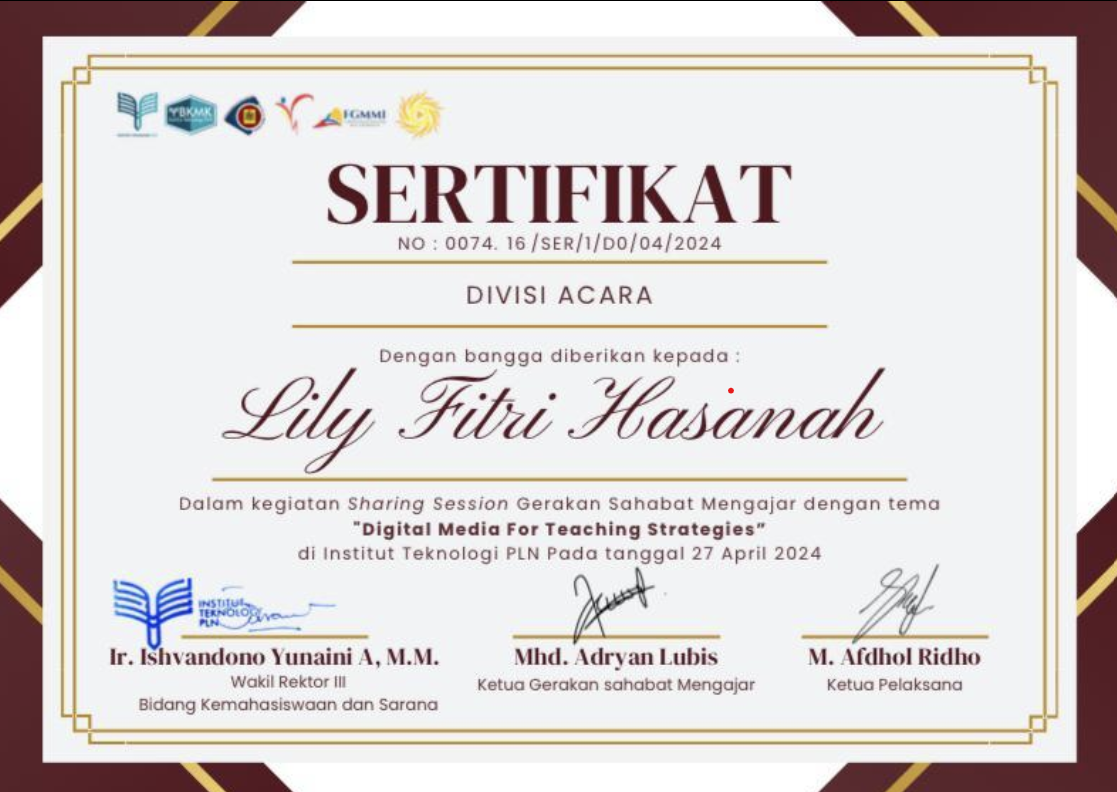 YBKMK
FGMMI
SERTIFIKAT
NO : 0074. 16 /SER/1/D0/04/2024
DIVISI ACARA
Dengan bangga diberikan kepada :
Lily Fitri Hasanah
Dalam kegiatan Sharing Session Gerakan Sahabat Mengajar dengan tema
"Digital Media For Teaching Strategies”
di Institut Teknologi PLN Pada tanggal 27 April 2024
INSTITUT
TEKNOLOGI
PLN
Ir. Ishvandono Yunaini A, M.M.
Wakil Rektor III
Bidang Kemahasiswaan dan Sarana
Mhd. Adryan Lubis
Ketua Gerakan sahabat Mengajar
M. Afdhol Ridho
Ketua Pelaksana